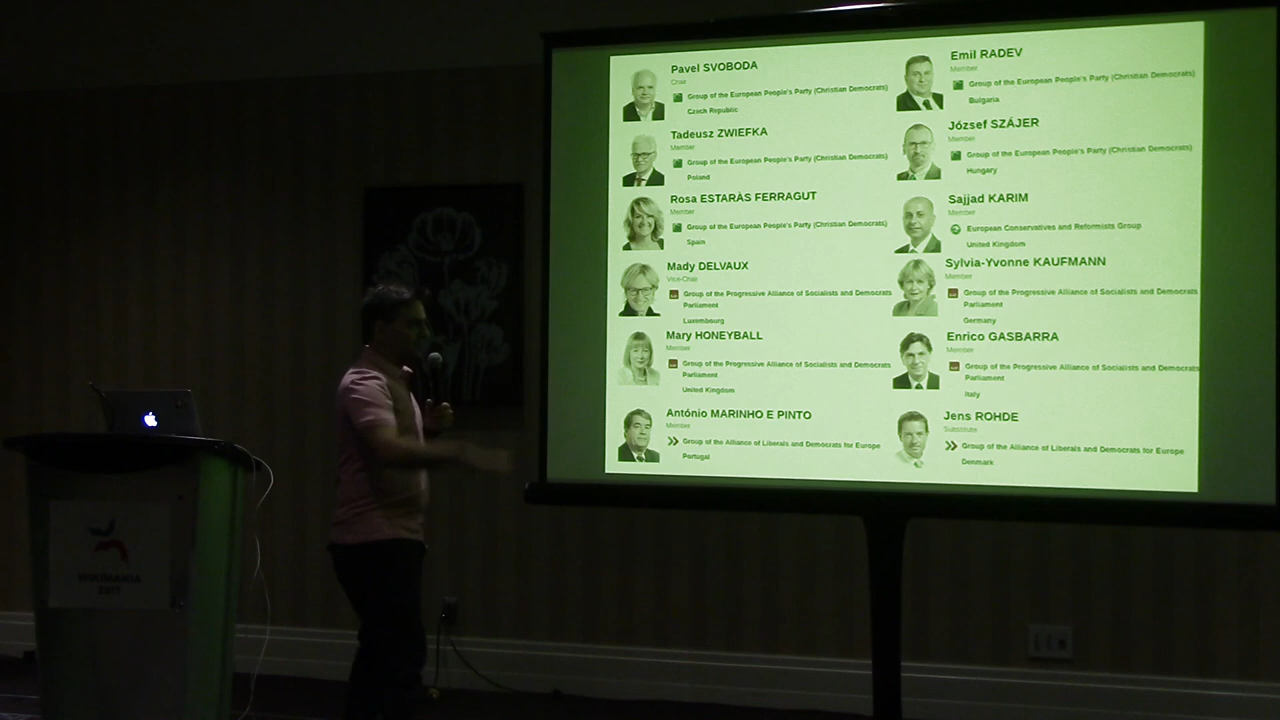 Pavel SVOBODA
Chair
Group of the European People's Party (Christian Democrats)
Czech Republic
Tadeusz ZWIEFKA
Member
Group of the European People's Party (Christian Democrats)
Poland
Rosa ESTARÀS FERRAGUT
Member
Group of the European People's Party (Christian Democrats)
Spain
Mady DELVAUX
Vice-Chair
Group of the Progressive Alliance of Socialists and Democrats
Parliament
Luxembourg
Mary HONEYBALL
Member
Group of the Progressive Alliance of Socialists and Democrats
Parliament
United Kingdom
António MARINHO E PINTO
Member
Group of the Alliance of Liberals and Democrats for Europe
Portugal
Emil RADEV
Member
Group of the European People's Party (Christian Democrats)
Bulgaria
József SZÁJER
Member
Group of the European People's Party (Christian Democrats)
Hungary
Sajjad KARIM
Member
European Conservatives and Reformists Group
United Kingdom
Sylvia-Yvonne KAUFMANN
Member
Group of the Progressive Alliance of Socialists and Democrats
Parliament
Germany
Enrico GASBARRA
Member
Group of the Progressive Alliance of Socialists and Democrats
Parliament
Italy
Jens ROHDE
Substitute
Group of the Alliance of Liberals and Democrats for Europe
Denmark
WIKIMANIA
2017